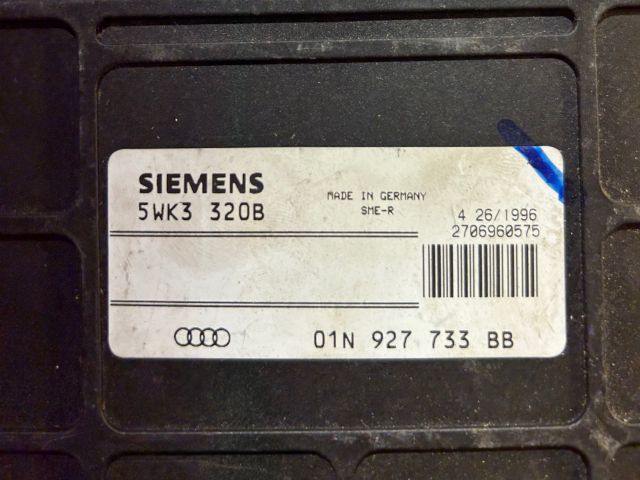 SIEMENS
5WK3 320B
MADE IN GERMANY
SME-R
4 26/1996
2706960575
01N 927 733 BB